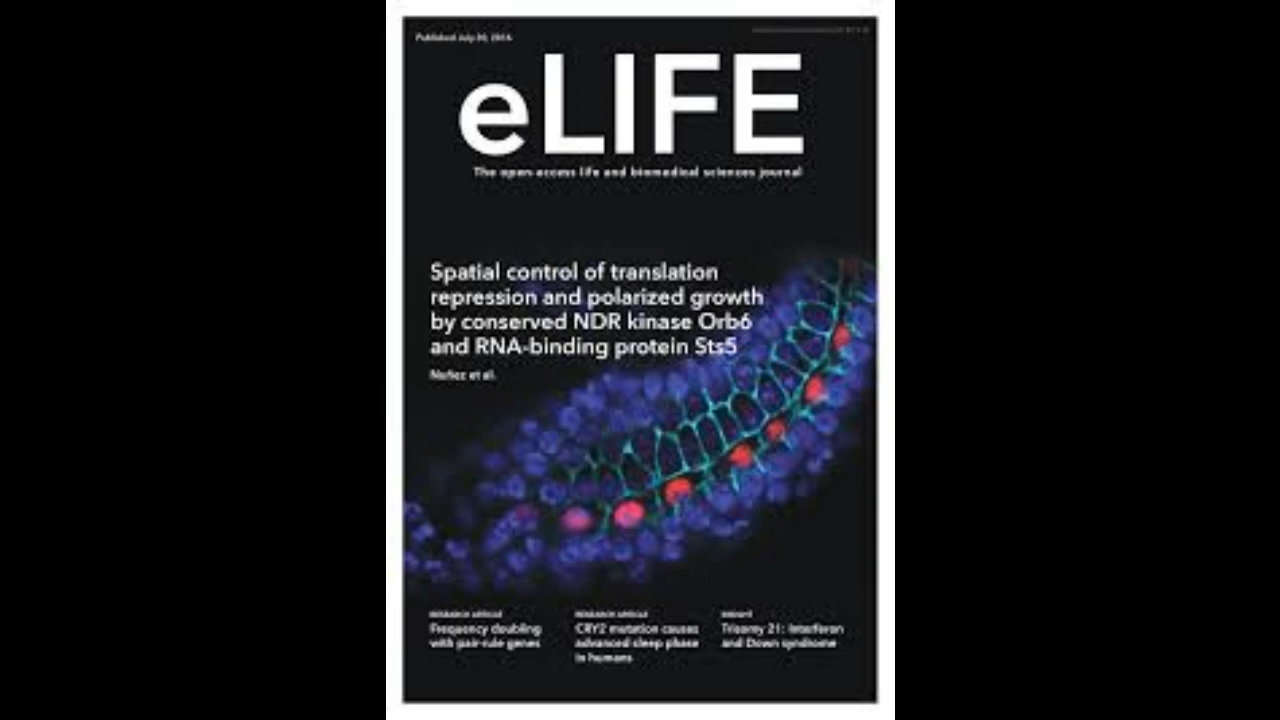 Published July 30, 2016
eLIFE
The open-access life and biomedical sciences journal
Spatial control of translation
repression and polarized growth
by conserved NDR kinase Orb6
and RNA-binding protein Sts5
Nuñez et al.
RESEARCH ARTICLE
Frequency doubling
with pair-rule genes
RESEARCH ARTICLE
CRY2 mutation causes
advanced sleep phase
in humans
INSIGHT
Trisomy 21: Interferon
and Down syndrome